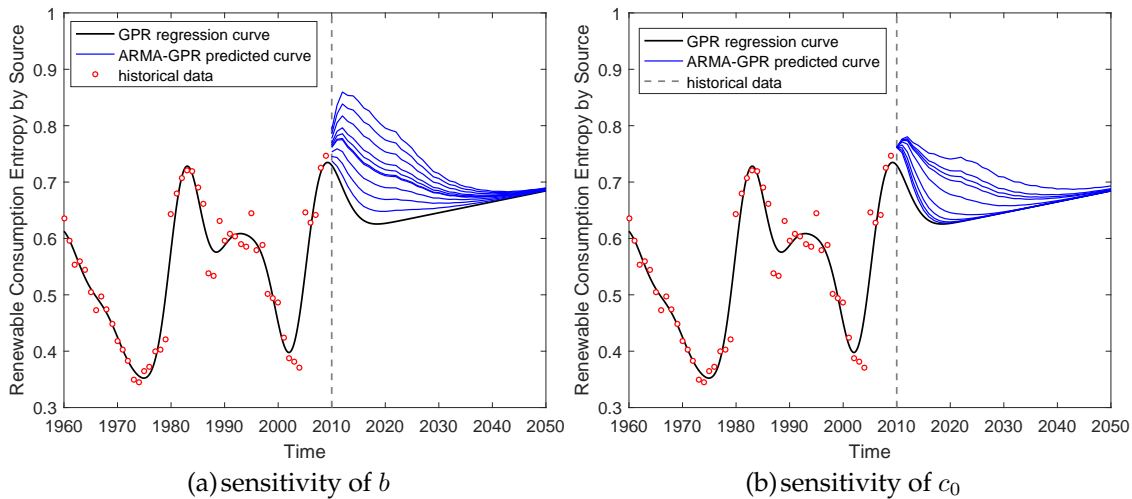 1
0.9
0.8
0.7
0.6
0.5
0.4
0.3
Renewable Consumption Entropy by Source
GPR regression curve
ARMA-GPR predicted curve
historical data
1960 1970 1980 1990 2000 2010 2020 2030 2040 2050
Time
(a) sensitivity of b
1
0.9
0.8
0.7
0.6
0.5
0.4
0.3
Renewable Consumption Entropy by Source
GPR regression curve
ARMA-GPR predicted curve
historical data
1960 1970 1980 1990 2000 2010 2020 2030 2040 2050
Time
(b) sensitivity of c₀